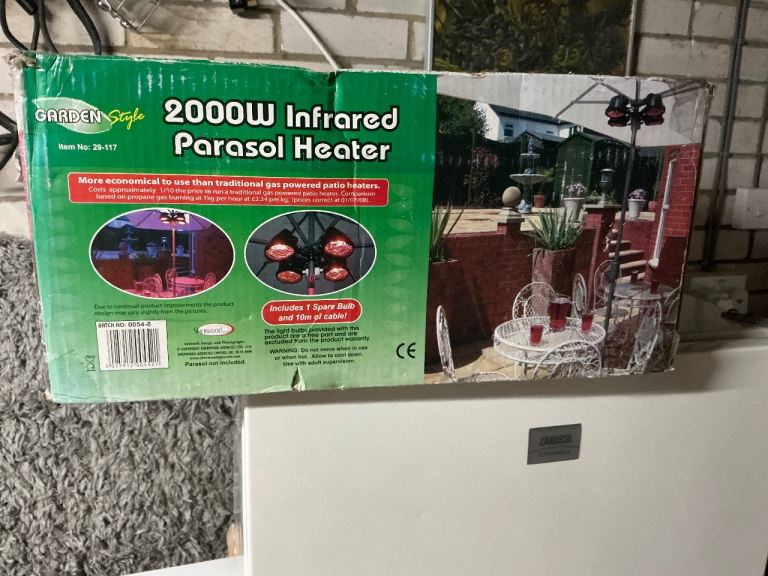 GARDEN Style
2000W Infrared
Parasol Heater
Item No: 29-117
More economical to use than traditional gas powered patio heaters.
Costs approximately 1/10 the price to run a traditional gas powered patio heater. Comparison
based on propane gas burning at 1kg per hour at £2.34 per kg, (prices correct at 01/07/08).
Due to continual product improvements the product
design may vary slightly from the pictures.
BATCH NO: 0054-8
Includes 1 Spare Bulb
and 10m of cable!
The light bulbs provided with this
product are a free part and are
excluded from the product warranty
WARNING: Do not move when in use
or when hot. Allow to cool down.
Use with adult supervision.
Artwork Design and Photography
Parasol not included.
CE
ZANUSSI